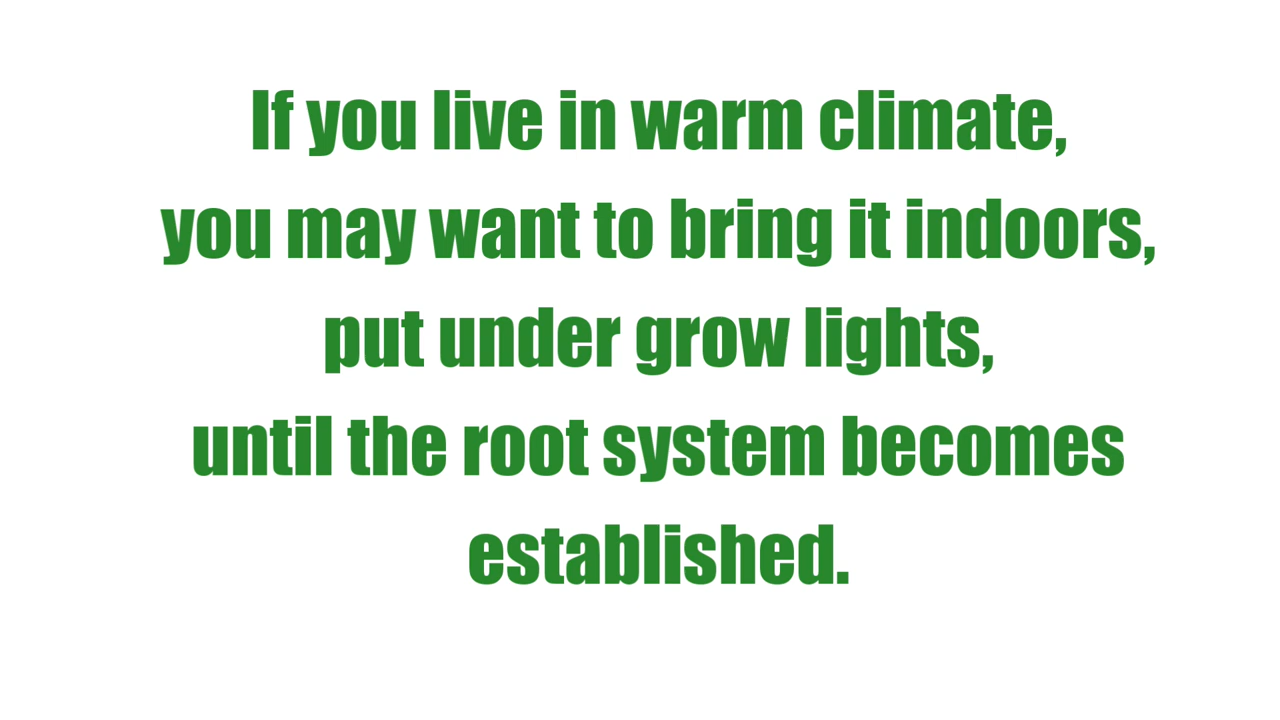 If you live in warm climate,
you may want to bring it indoors,
put under grow lights,
until the root system becomes
established.